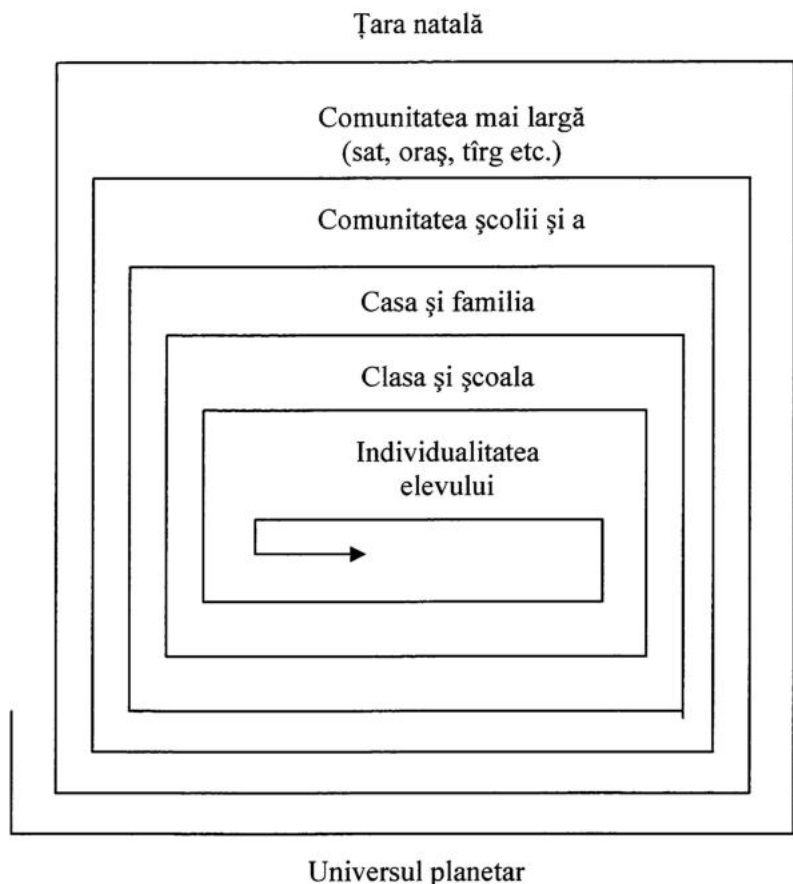 Țara natală
Comunitatea mai largă
(sat, oraş, tîrg etc.)
Comunitatea şcolii şi a
Casa şi familia
Clasa şi şcoala
Individualitatea
elevului
Universul planetar